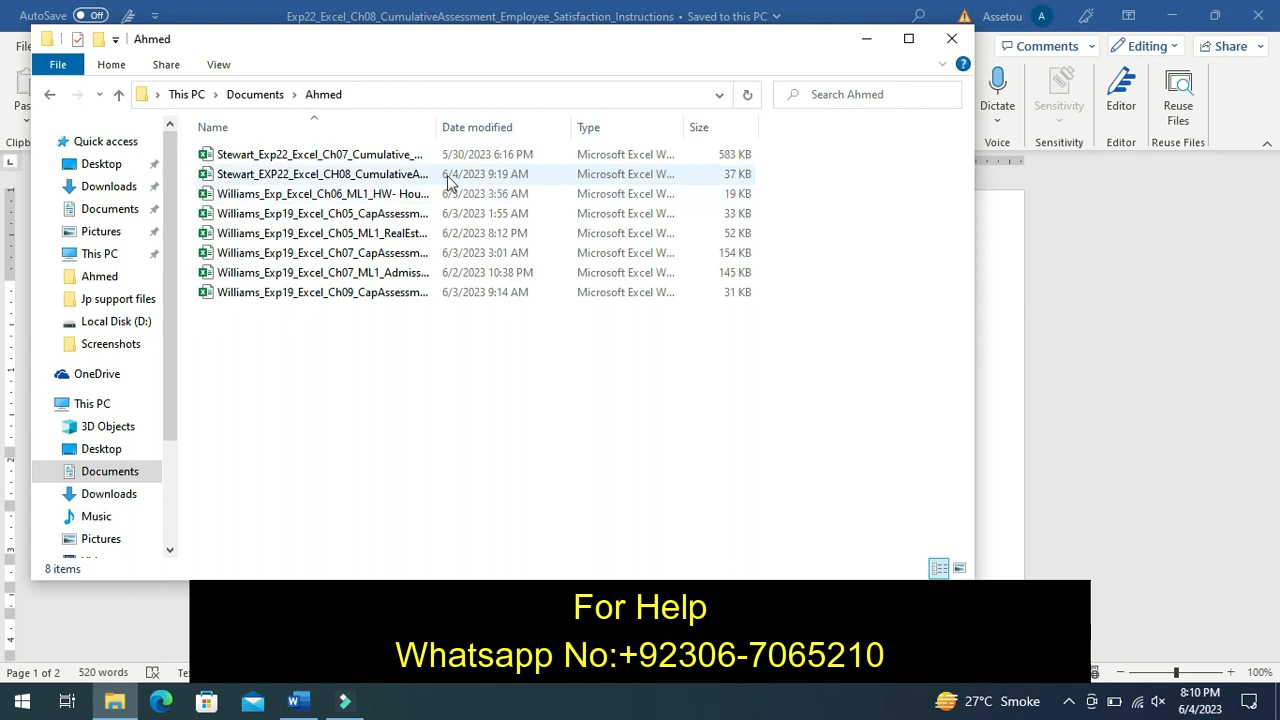 AutoSave Off Exp22_Excel_Ch08_CumulativeAssessment_Employee_Satisfaction_Instructions • Saved to this PC Assetou A
Ahmed
File Home Share View
Comments Editing Share
This PC Documents Ahmed
Search Ahmed
Dictate Sensitivity Editor Reuse Files
Voice Sensitivity Editor Reuse Files
Name Date modified Type Size
Stewart_Exp22_Excel_Ch07_Cumulative_... 5/30/2023 6:16 PM Microsoft Excel W... 583 KB
Stewart_EXP22_Excel_CH08_CumulativeA... 6/4/2023 9:19 AM Microsoft Excel W... 37 KB
Williams_Exp_Excel_Ch06_ML1_HW- Hou... 6/3/2023 3:56 AM Microsoft Excel W... 19 KB
Williams_Exp19_Excel_Ch05_CapAssessm... 6/3/2023 1:55 AM Microsoft Excel W... 33 KB
Williams_Exp19_Excel_Ch05_ML1_RealEst... 6/2/2023 8:12 PM Microsoft Excel W... 52 KB
Williams_Exp19_Excel_Ch07_CapAssessm... 6/3/2023 3:01 AM Microsoft Excel W... 154 KB
Williams_Exp19_Excel_Ch07_ML1_Admiss... 6/2/2023 10:38 PM Microsoft Excel W... 145 KB
Williams_Exp19_Excel_Ch09_CapAssessm... 6/3/2023 9:14 AM Microsoft Excel W... 31 KB
Quick access
Desktop
Downloads
Documents
Pictures
This PC
Ahmed
Jp support files
Local Disk (D:)
Screenshots
OneDrive
This PC
3D Objects
Desktop
Documents
Downloads
Music
Pictures
8 items
For Help
Whatsapp No:+92306-7065210
Page 1 of 2 520 words 100%
27°C Smoke 8:10 PM
6/4/2023